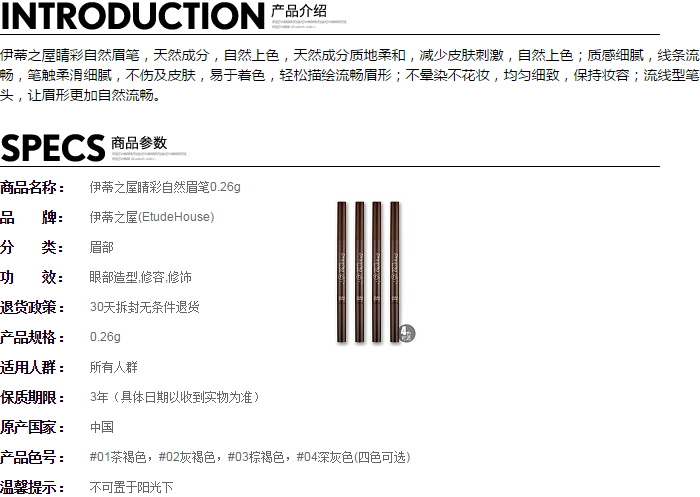 INTRODUCTION 产品介绍
伊蒂之屋睛彩自然眉笔，天然成分，自然上色，天然成分质地柔和，减少皮肤刺激，自然上色；质感细腻，线条流
畅，笔触柔滑细腻，不伤及皮肤，易于着色，轻松描绘流畅眉形；不晕染不花妆，均匀细致，保持妆容；流线型笔
头，让眉形更加自然流畅。
SPECS 商品参数
商品名称： 伊蒂之屋睛彩自然眉笔0.26g
品 牌： 伊蒂之屋(EtudeHouse)
分 类： 眉部
功 效： 眼部造型,修容,修饰
退货政策： 30天拆封无条件退货
产品规格： 0.26g
适用人群： 所有人群
保质期限： 3年（具体日期以收到实物为准）
原产国家： 中国
产品色号： #01茶褐色，#02灰褐色，#03棕褐色，#04深灰色(四色可选)
温馨提示： 不可置于阳光下